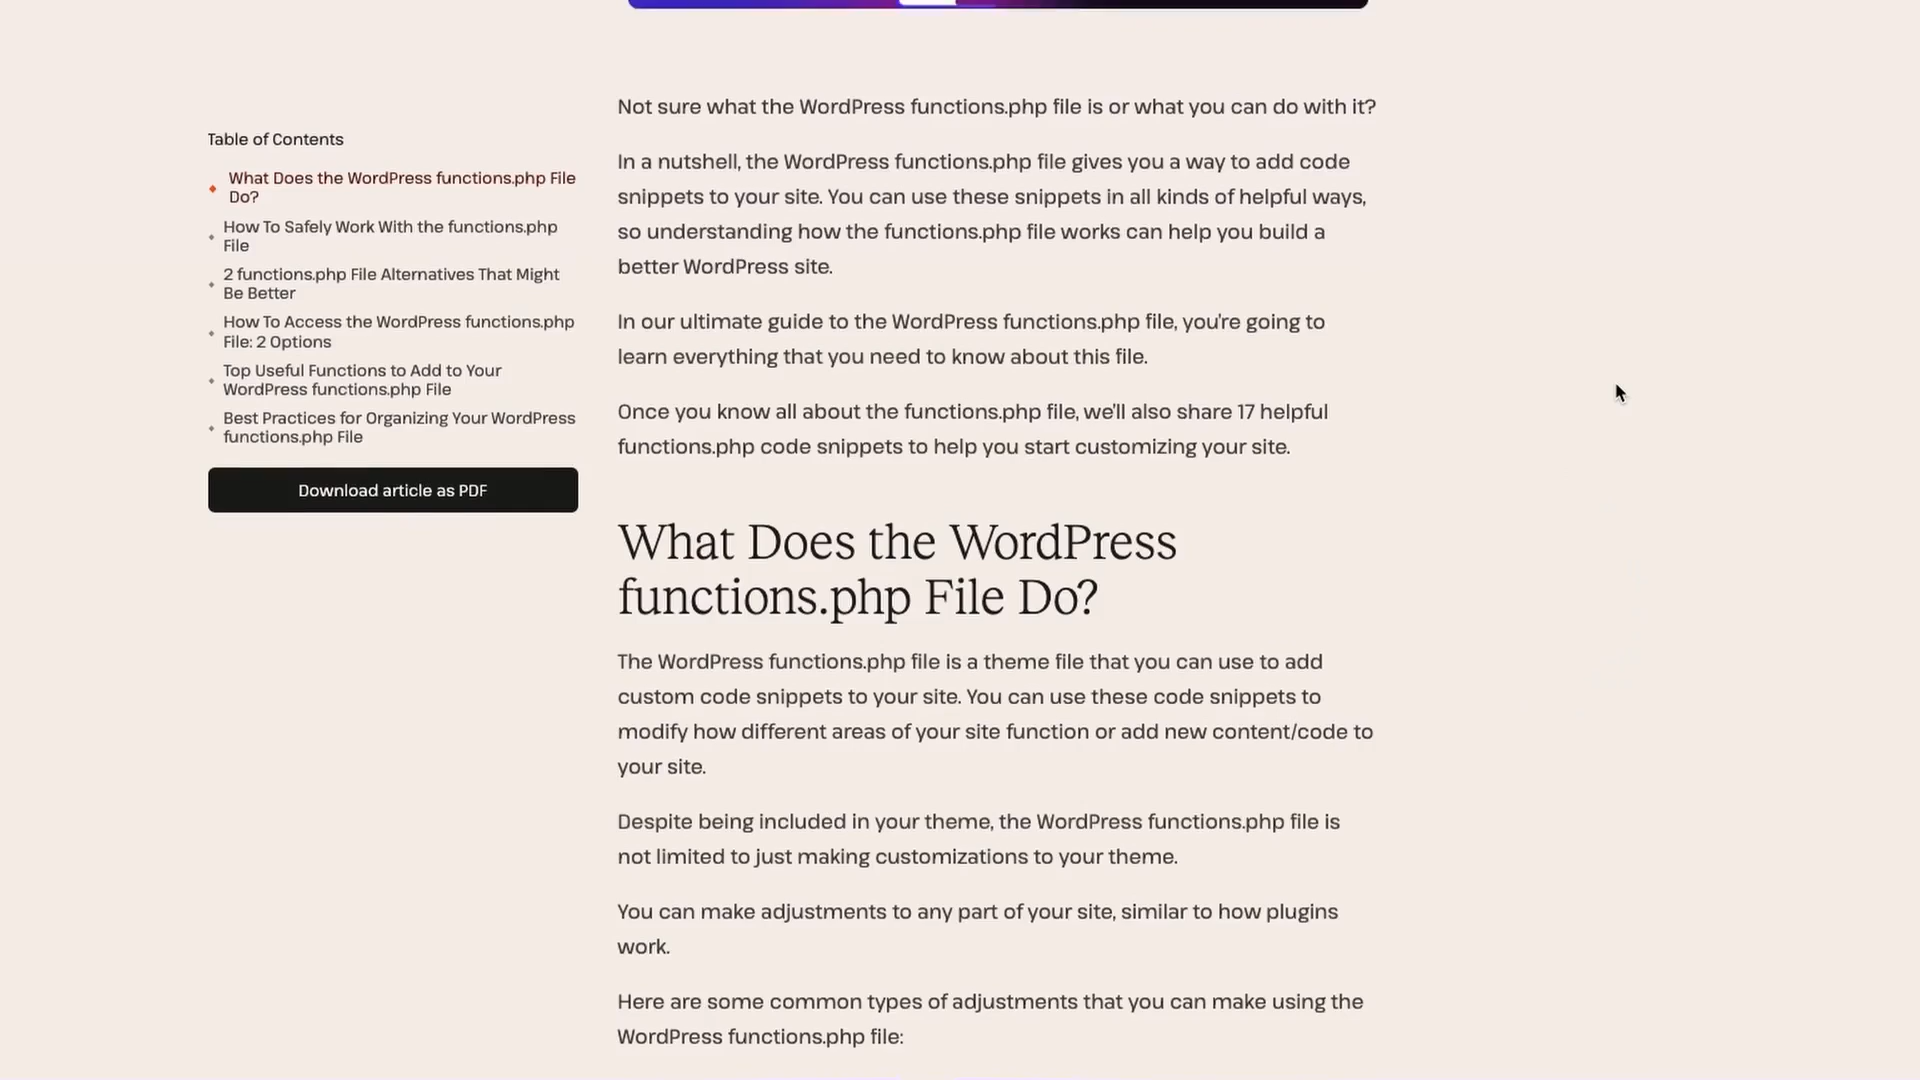 Table of Contents
What Does the WordPress functions.php File
Do?
How To Safely Work With the functions.php
File
2 functions.php File Alternatives That Might
Be Better
How To Access the WordPress functions.php
File: 2 Options
Top Useful Functions to Add to Your
WordPress functions.php File
Best Practices for Organizing Your WordPress
functions.php File
Download article as PDF
Not sure what the WordPress functions.php file is or what you can do with it?
In a nutshell, the WordPress functions.php file gives you a way to add code
snippets to your site. You can use these snippets in all kinds of helpful ways,
so understanding how the functions.php file works can help you build a
better WordPress site.
In our ultimate guide to the WordPress functions.php file, you're going to
learn everything that you need to know about this file.
Once you know all about the functions.php file, we'll also share 17 helpful
functions.php code snippets to help you start customizing your site.
What Does the WordPress
functions.php File Do?
The WordPress functions.php file is a theme file that you can use to add
custom code snippets to your site. You can use these code snippets to
modify how different areas of your site function or add new content/code to
your site.
Despite being included in your theme, the WordPress functions.php file is
not limited to just making customizations to your theme.
You can make adjustments to any part of your site, similar to how plugins
work.
Here are some common types of adjustments that you can make using the
WordPress functions.php file: